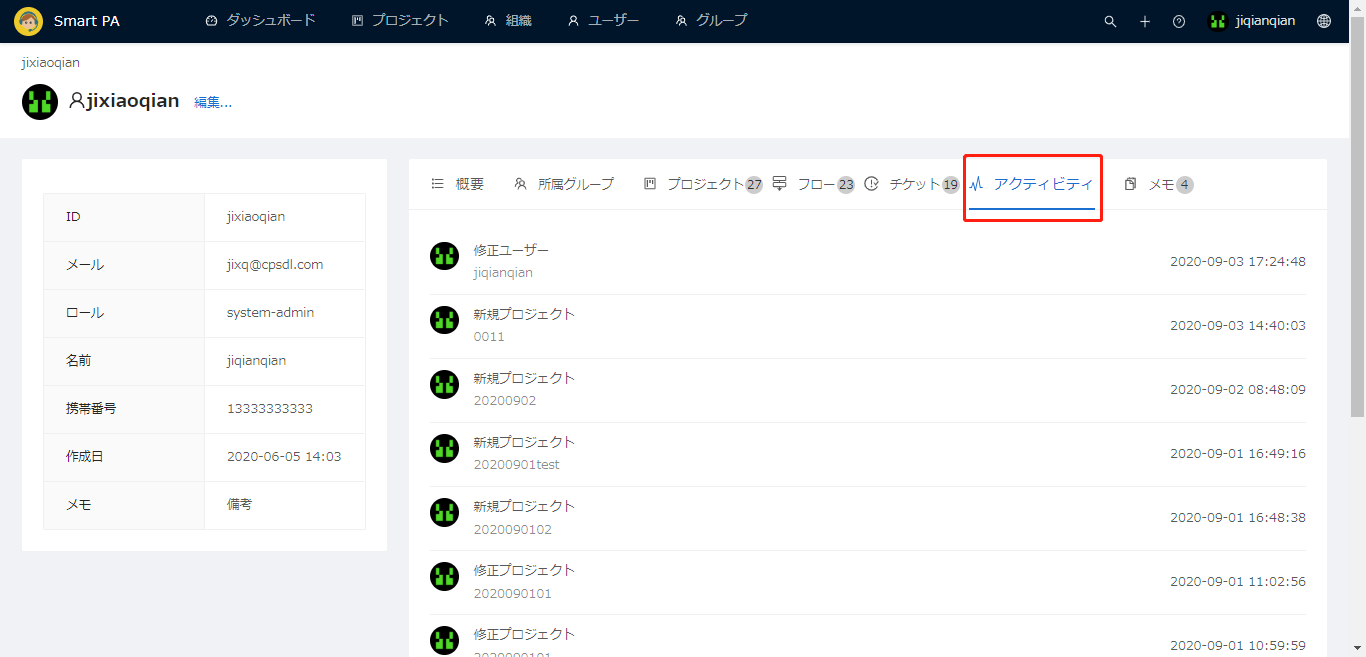 Smart PA ダッシュボード プロジェクト 組織 ユーザー グループ jiqianqian
jixiaoqian
jixiaoqian 編集...
概要 所属グループ プロジェクト 27 フロー 23 チケット 19 アクティビティ メモ 4
ID jixiaoqian
メール jixq@cpsdl.com
ロール system-admin
名前 jiqianqian
携帯番号 13333333333
作成日 2020-06-05 14:03
メモ 備考
修正ユーザー
jiqianqian
2020-09-03 17:24:48
新規プロジェクト
0011
2020-09-03 14:40:03
新規プロジェクト
20200902
2020-09-02 08:48:09
新規プロジェクト
20200901test
2020-09-01 16:49:16
新規プロジェクト
2020090102
2020-09-01 16:48:38
修正プロジェクト
2020090101
2020-09-01 11:02:56
修正プロジェクト
2020090101
2020-09-01 10:59:59